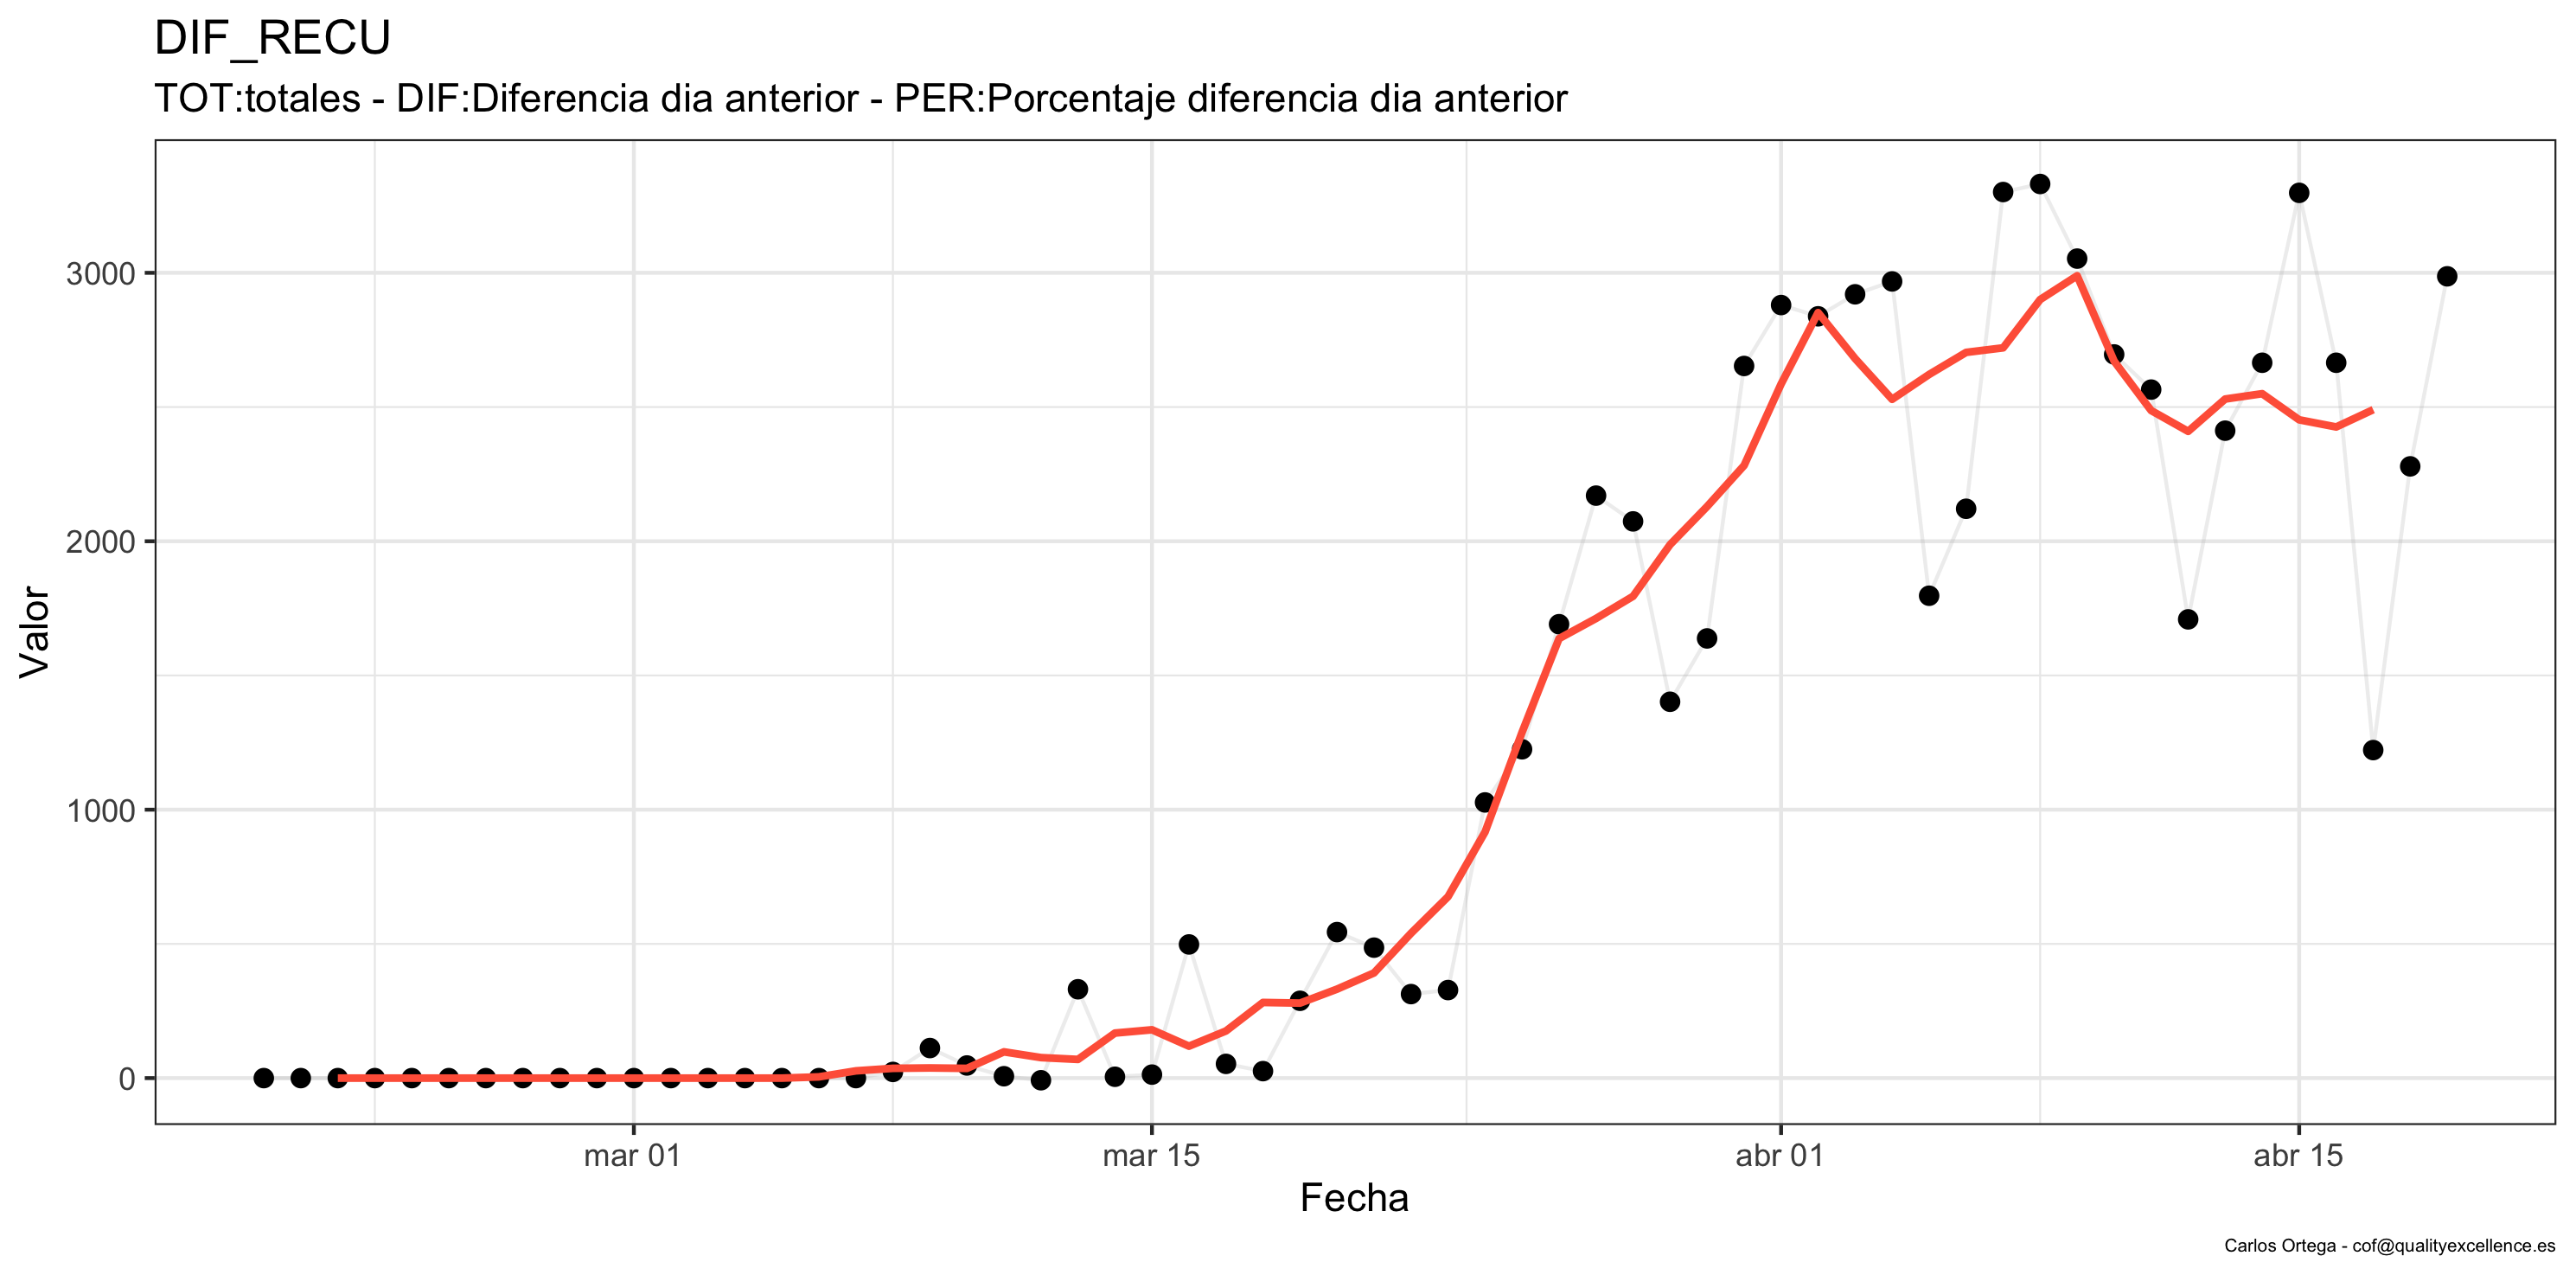 DIF_RECU
TOT:totales - DIF:Diferencia dia anterior - PER:Porcentaje diferencia dia anterior
3000
2000
1000
0
Valor
mar 01
mar 15
abr 01
abr 15
Fecha
Carlos Ortega - cof@qualityexcellence.es